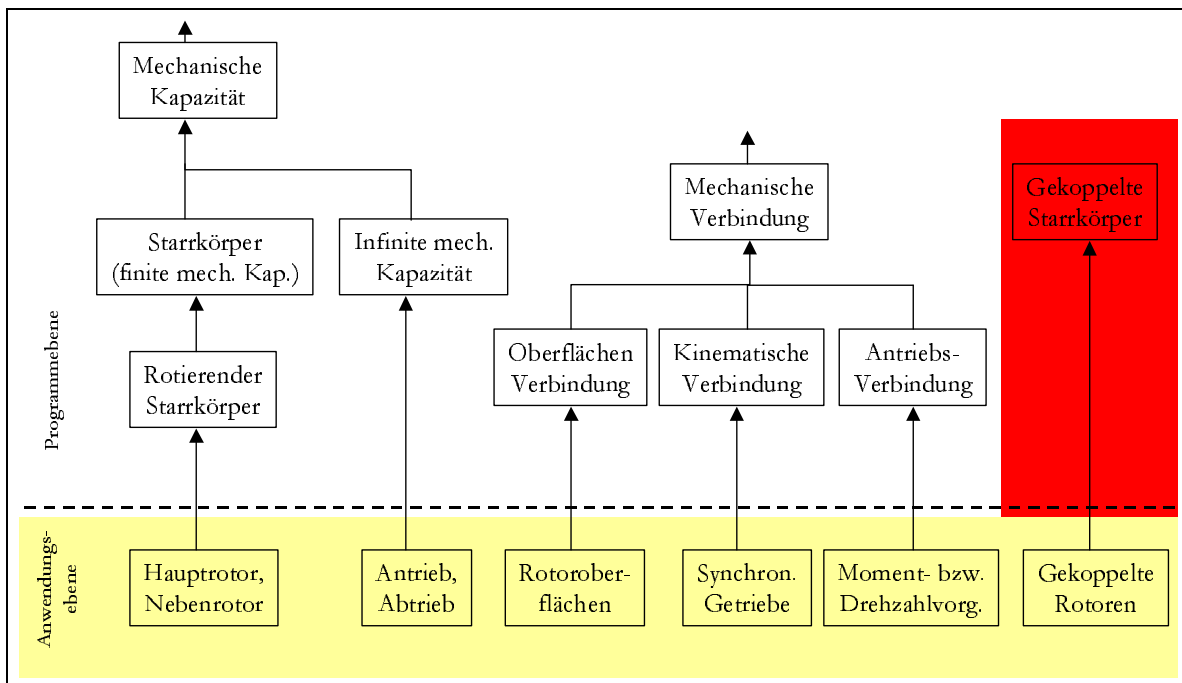 Mechanische
Kapazität
Mechanische
Verbindung
Gekoppelte
Starrkörper
Starrkörper
(finite mech. Kap.)
Infinite mech.
Kapazität
Oberflächen
Verbindung
Kinematische
Verbindung
Antriebs-
Verbindung
Rotierender
Starrkörper
Programmebene
Anwendungs-
ebene
Hauptrotor,
Nebenrotor
Antrieb,
Abtrieb
Rotorober-
flächen
Synchron.
Getriebe
Moment- bzw.
Drehzahlvorg.
Gekoppelte
Rotoren